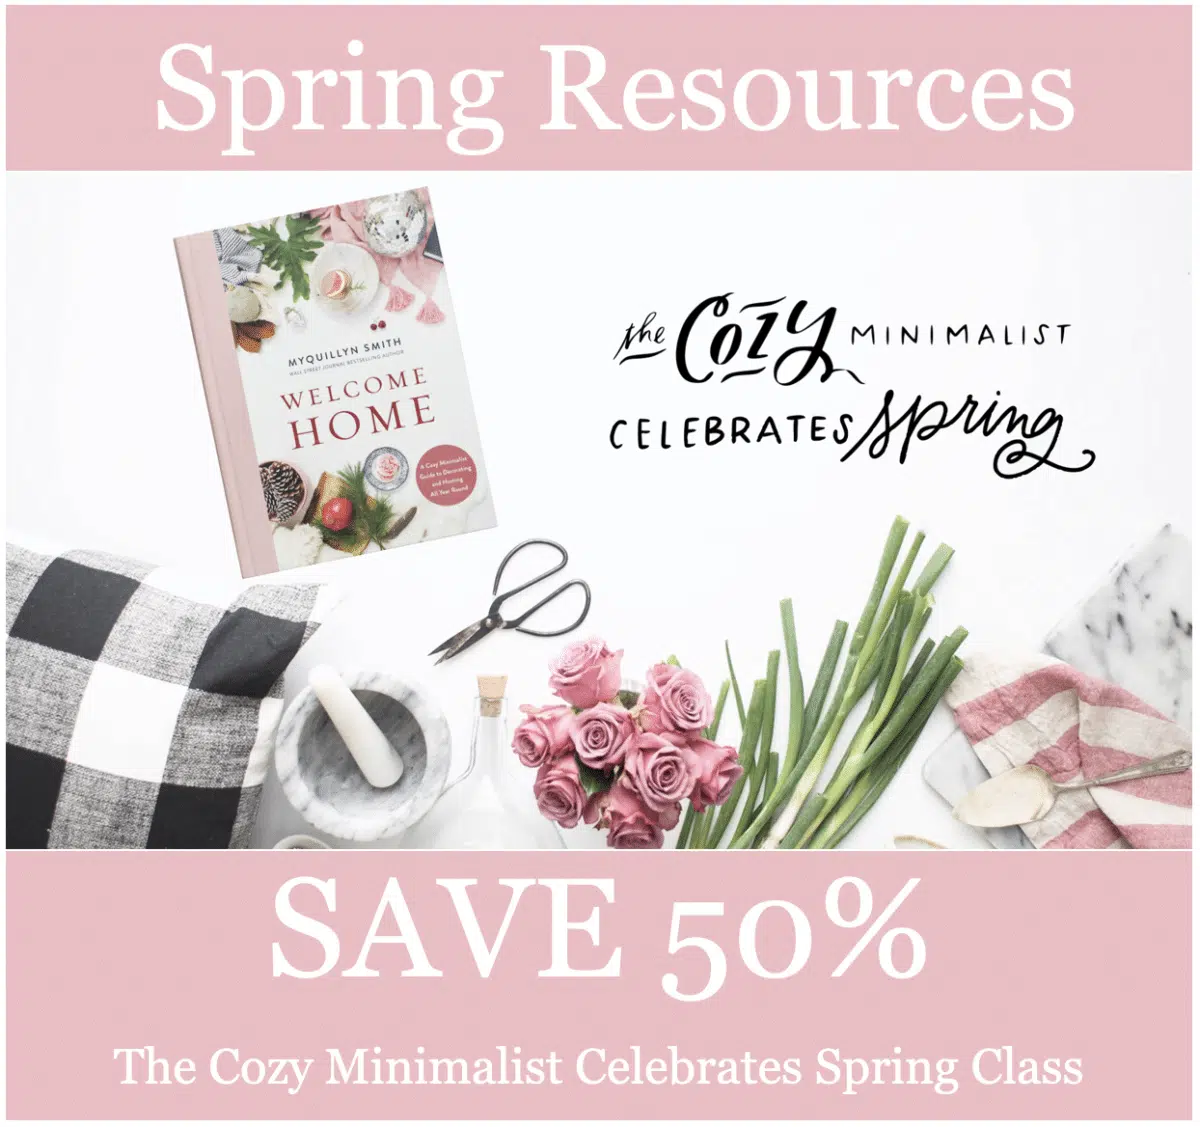 Spring Resources
MYQUILLYN SMITH
WALL STREET JOURNAL BESTSELLING AUTHOR
WELCOME
HOME
A Cozy Minimalist
Guide to Decorating
and Hosting
All Year Round
the Cozy MINIMALIST
CELEBRATES Spring
SAVE 50%
The Cozy Minimalist Celebrates Spring Class